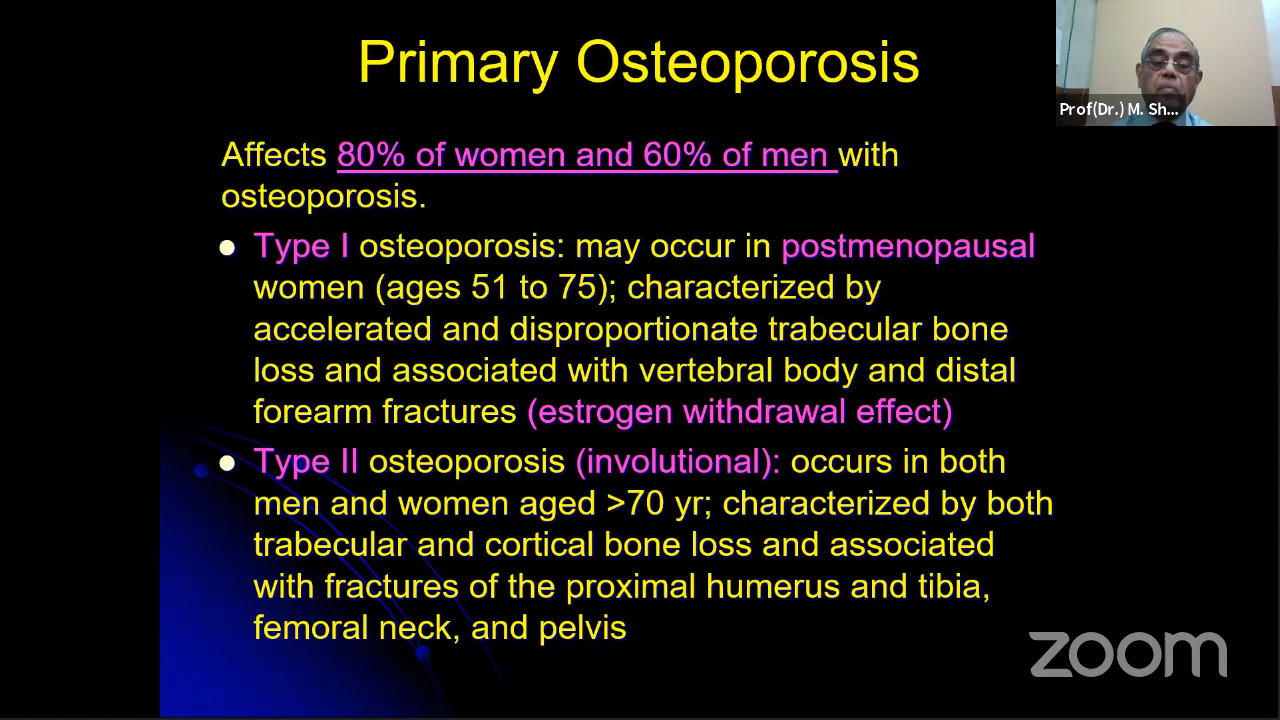 Primary Osteoporosis
Prof(Dr.) M. Sh...
Affects 80% of women and 60% of men with
osteoporosis.
Type I osteoporosis: may occur in postmenopausal
women (ages 51 to 75); characterized by
accelerated and disproportionate trabecular bone
loss and associated with vertebral body and distal
forearm fractures (estrogen withdrawal effect)
Type II osteoporosis (involutional): occurs in both
men and women aged >70 yr; characterized by both
trabecular and cortical bone loss and associated
with fractures of the proximal humerus and tibia,
femoral neck, and pelvis
zoom